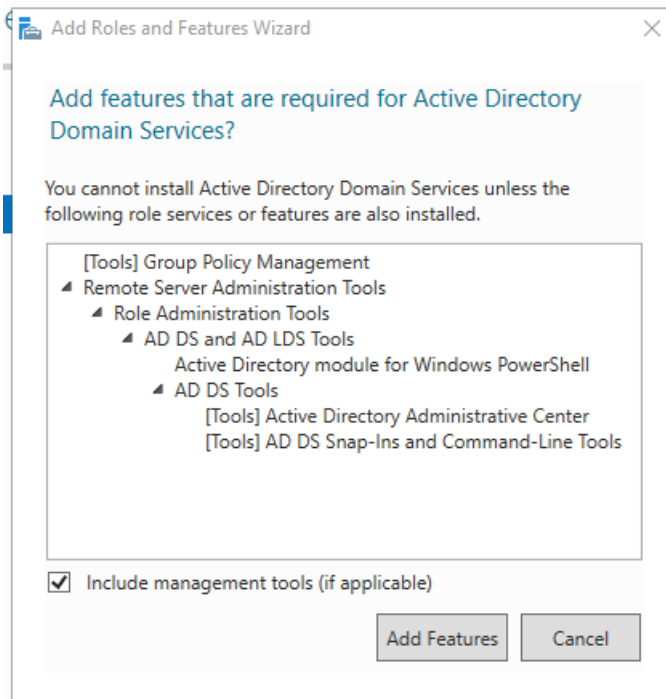 Add Roles and Features Wizard
Add features that are required for Active Directory
Domain Services?
You cannot install Active Directory Domain Services unless the
following role services or features are also installed.
[Tools] Group Policy Management
Remote Server Administration Tools
Role Administration Tools
AD DS and AD LDS Tools
Active Directory module for Windows PowerShell
AD DS Tools
[Tools] Active Directory Administrative Center
[Tools] AD DS Snap-Ins and Command-Line Tools
Include management tools (if applicable)
Add Features
Cancel